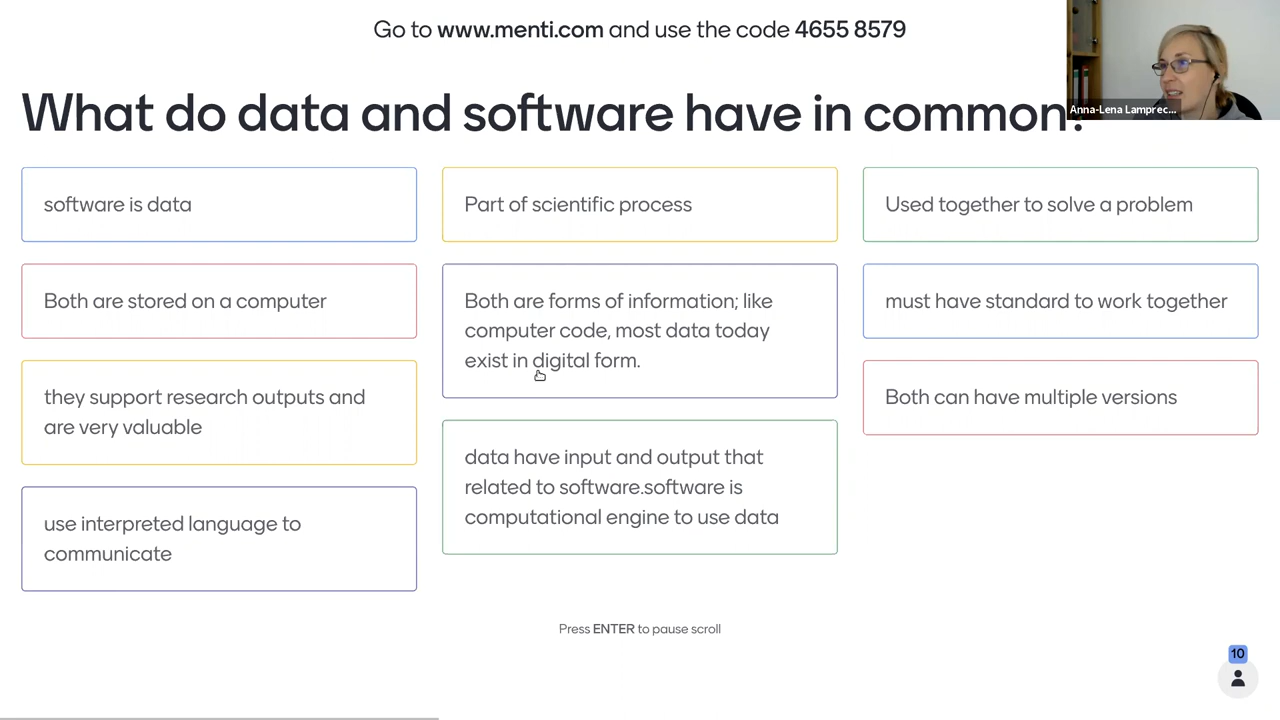 Go to www.menti.com and use the code 4655 8579
Anna-Lena Lamprec...
What do data and software have in common?
software is data
Both are stored on a computer
they support research outputs and
are very valuable
use interpreted language to
communicate
Part of scientific process
Both are forms of information; like
computer code, most data today
exist in digital form.
data have input and output that
related to software.software is
computational engine to use data
Used together to solve a problem
must have standard to work together
Both can have multiple versions
Press ENTER to pause scroll
10